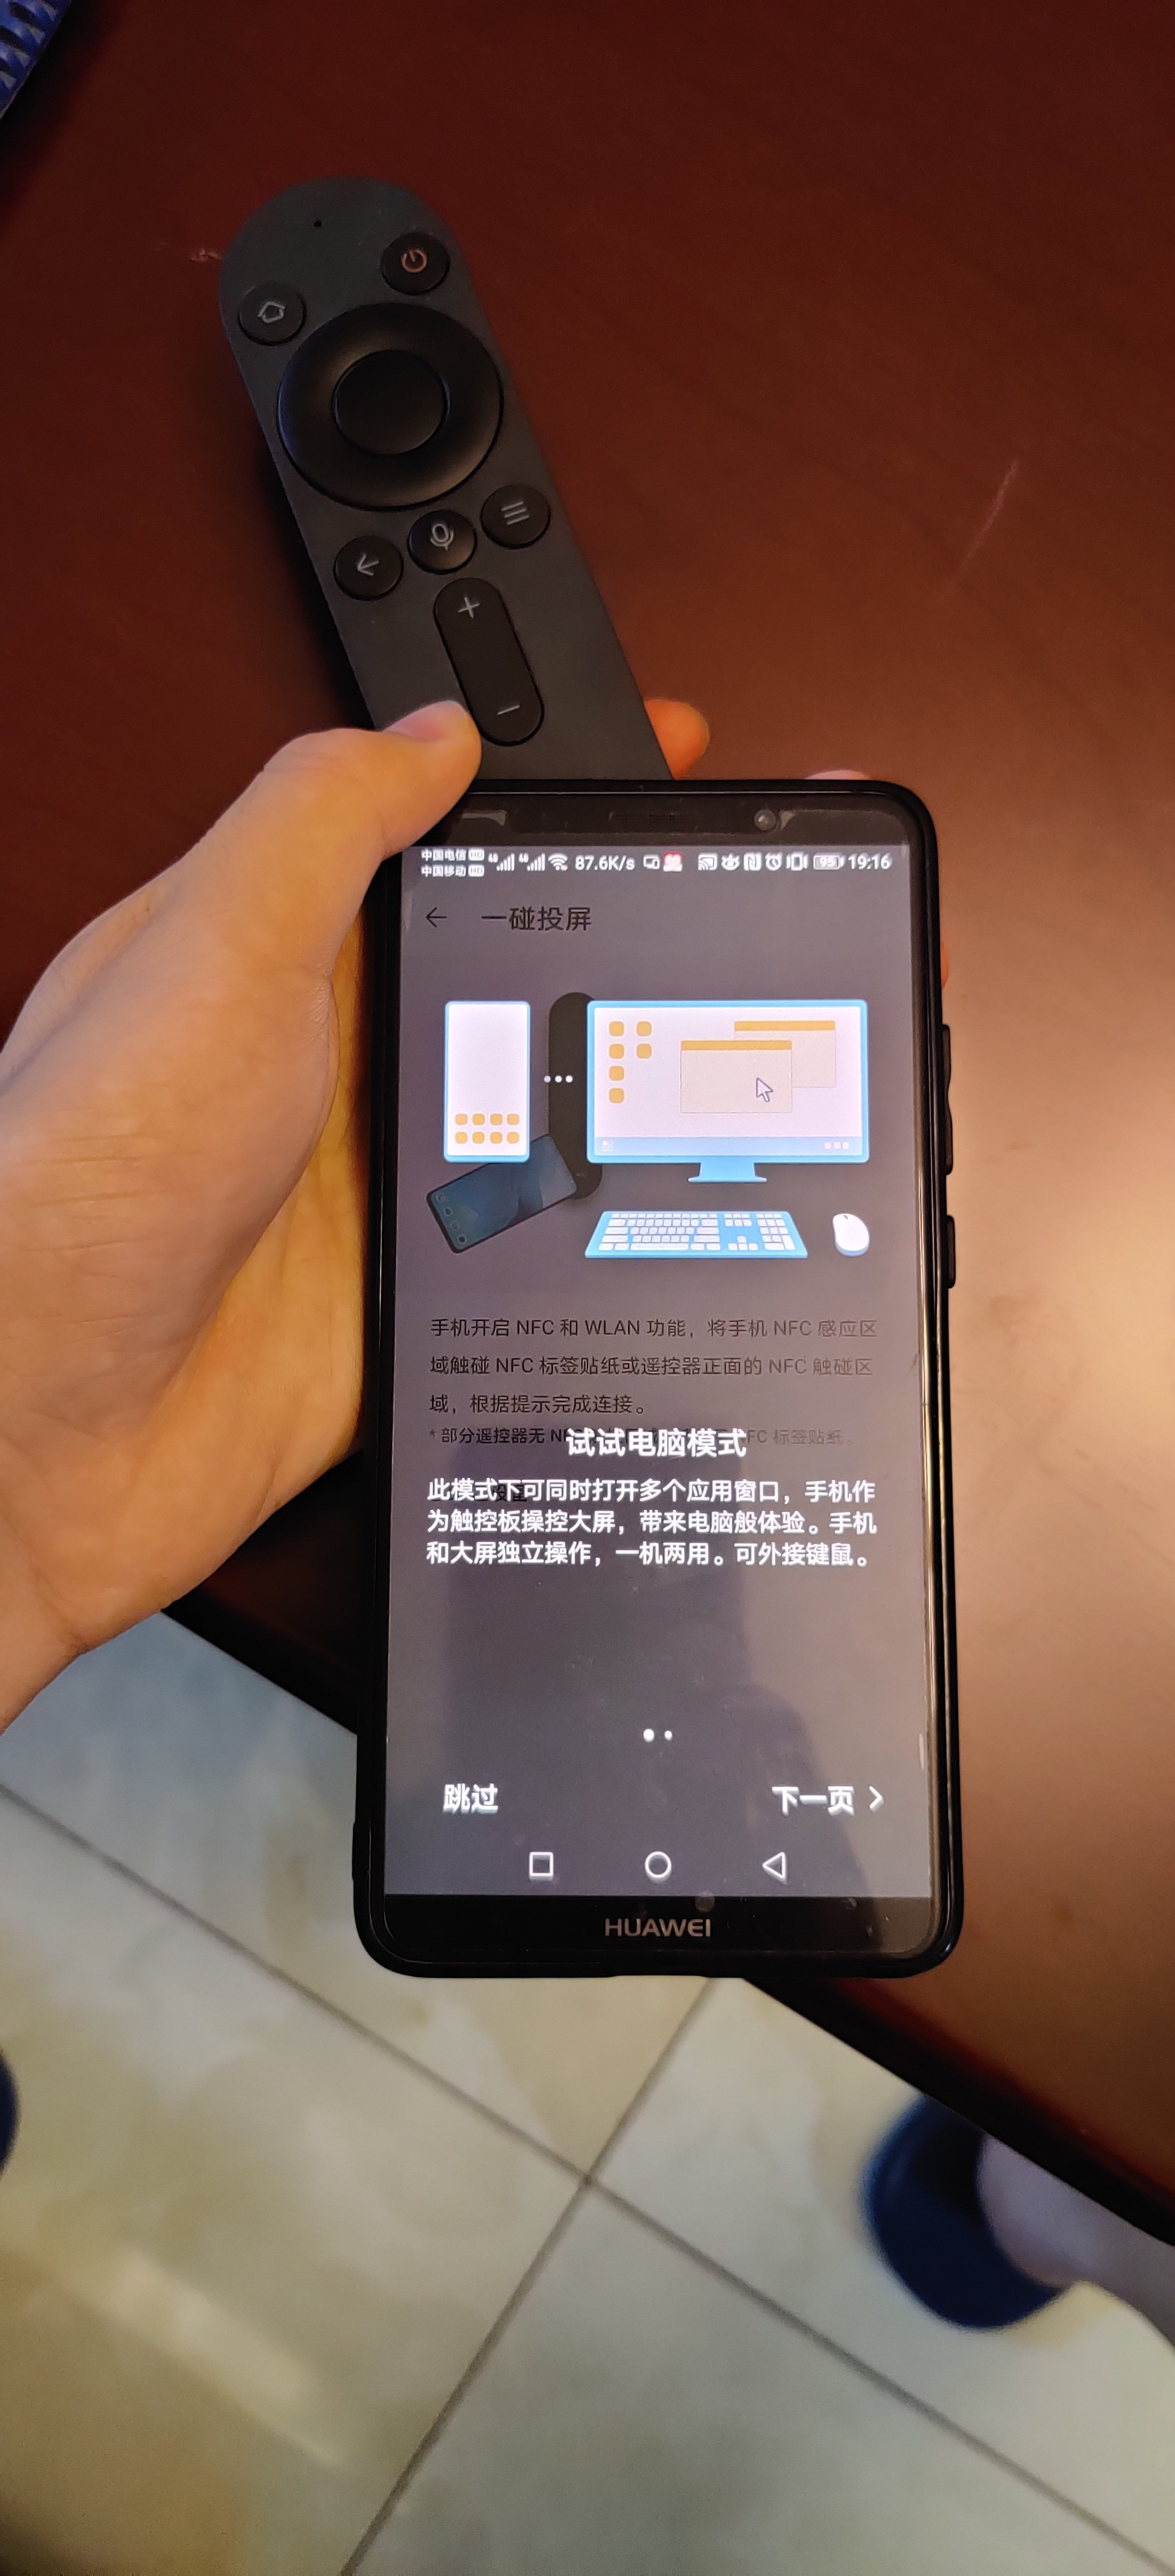 中国电信 HD 4G 4G 87.6K/s 95 19:16
中国移动 HD
一碰投屏
手机开启 NFC 和 WLAN 功能，将手机 NFC 感应区
域触碰 NFC 标签贴纸或遥控器正面的 NFC 触碰区
域，根据提示完成连接。
* 部分遥控器无 NF FC 标签贴纸。
试试电脑模式
此模式下可同时打开多个应用窗口，手机作
为触控板操控大屏，带来电脑般体验。手机
和大屏独立操作，一机两用。可外接键鼠。
跳过 下一页
HUAWEI